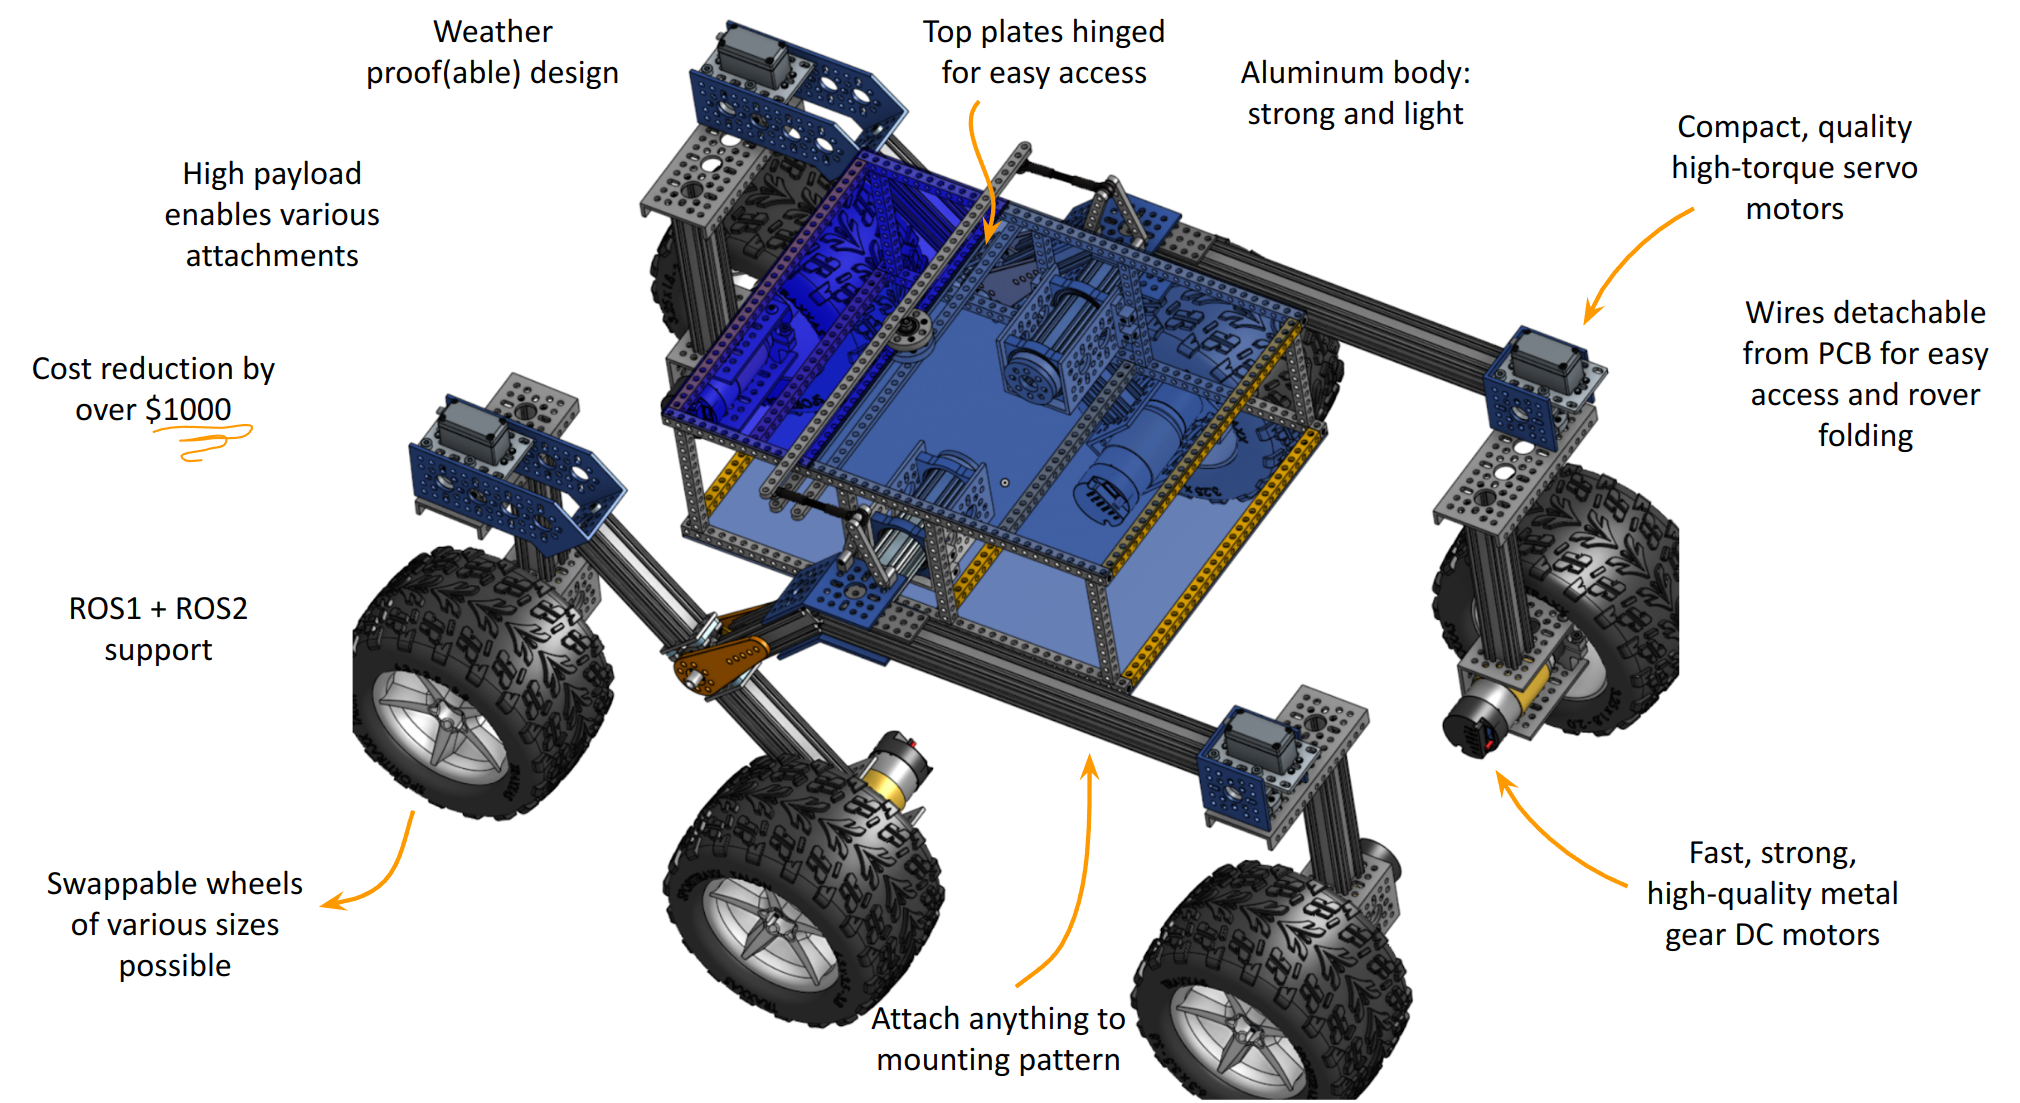 Weather
proof(able) design
Top plates hinged
for easy access
Aluminum body:
strong and light
Compact, quality
high-torque servo
motors
High payload
enables various
attachments
Wires detachable
from PCB for easy
access and rover
folding
Cost reduction by
over $1000
ROS1 + ROS2
support
Swappable wheels
of various sizes
possible
Fast, strong,
high-quality metal
gear DC motors
Attach anything to
mounting pattern